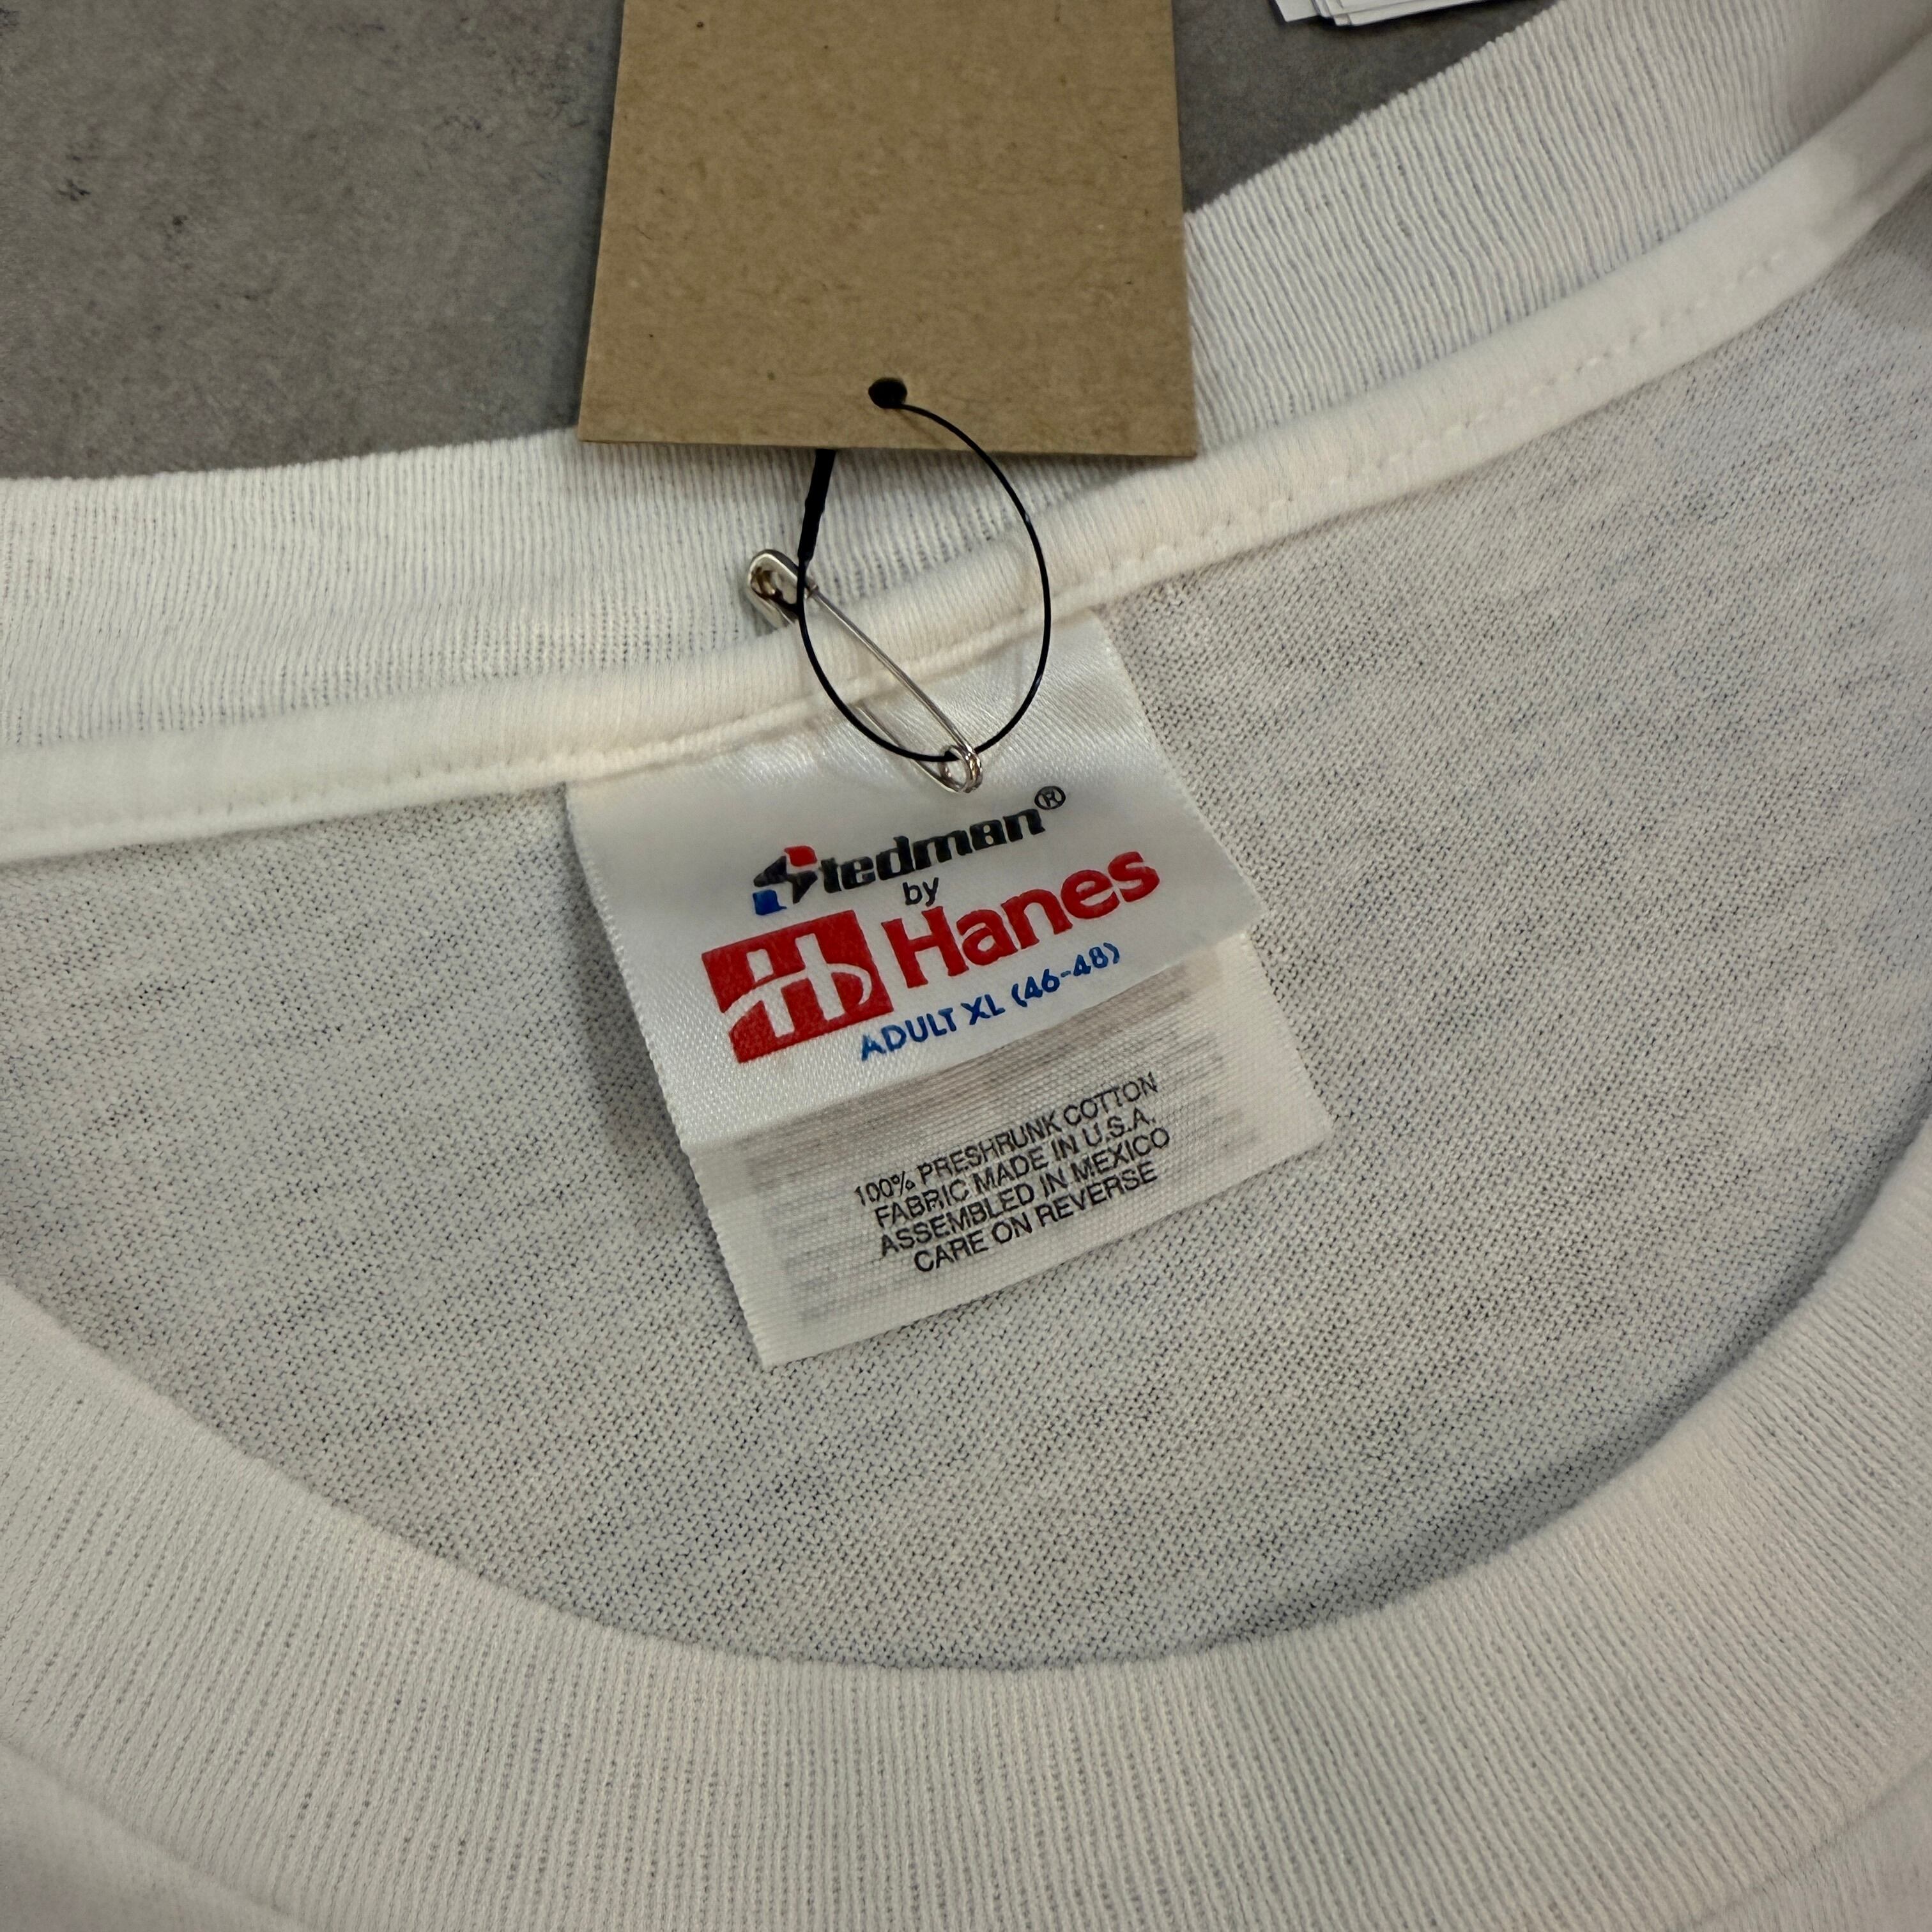 Stedman®
by
Hanes
ADULT XL (46-48)
100% PRESHRUNK COTTON
FABRIC MADE IN U.S.A.
ASSEMBLED IN MEXICO
CARE ON REVERSE